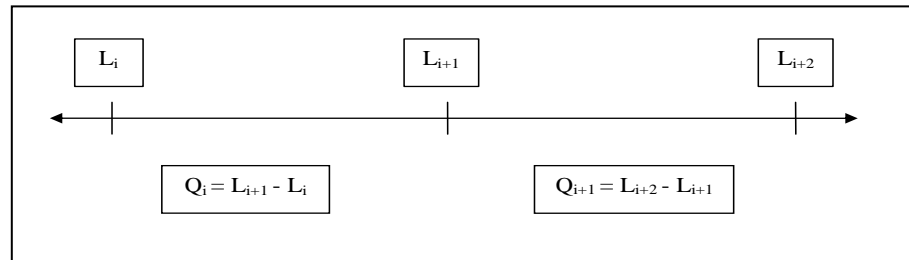 Lᵢ
Lᵢ₊₁
Lᵢ₊₂
Qᵢ = Lᵢ₊₁ - Lᵢ
Qᵢ₊₁ = Lᵢ₊₂ - Lᵢ₊₁